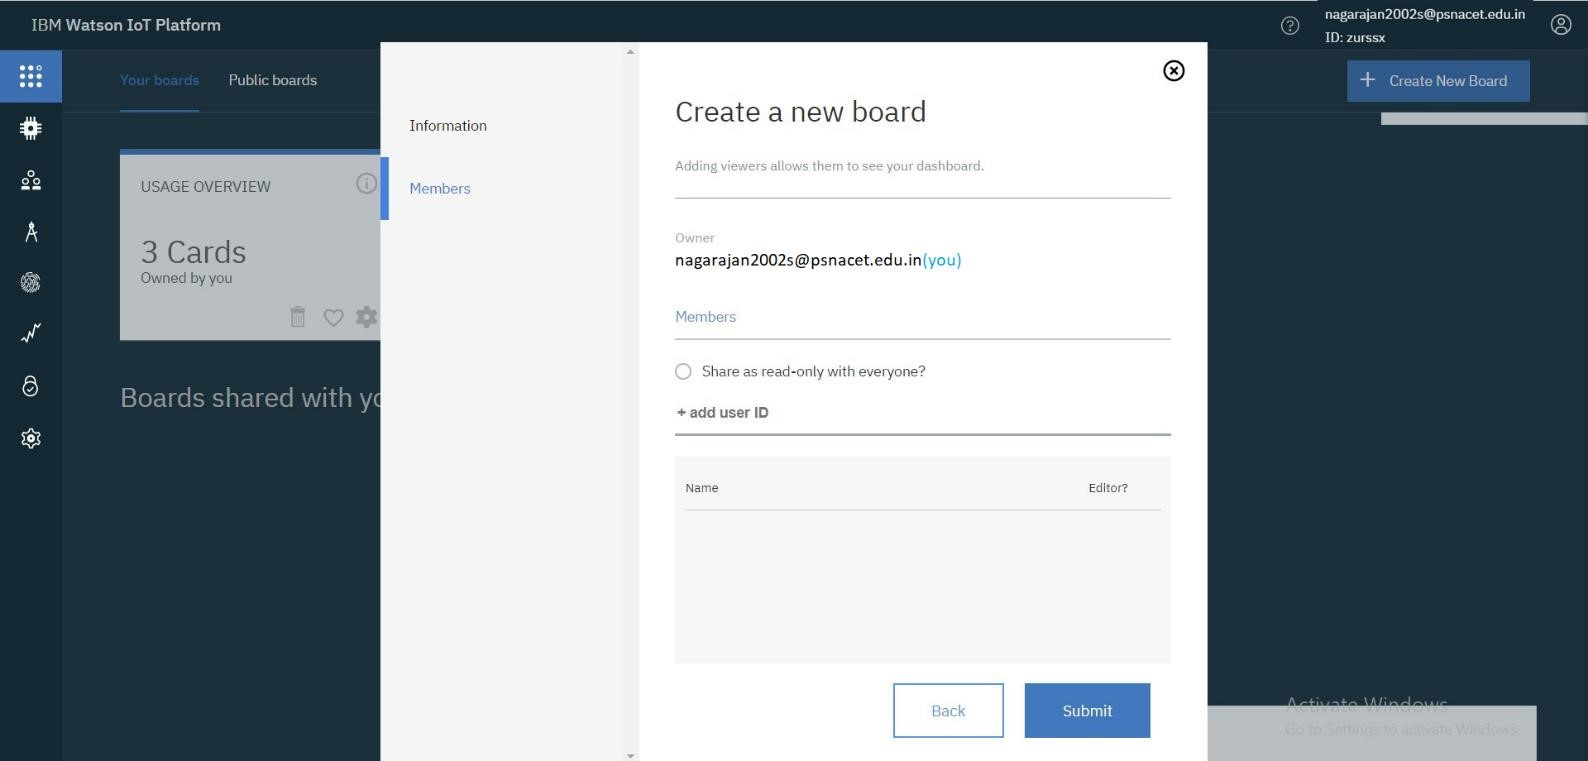 IBM Watson IoT Platform
nagarajan2002s@psnacet.edu.in
ID: zurssx
Your boards
Public boards
+ Create New Board
USAGE OVERVIEW
3 Cards
Owned by you
Boards shared with yo
Information
Members
Create a new board
Adding viewers allows them to see your dashboard.
Owner
nagarajan2002s@psnacet.edu.in(you)
Members
Share as read-only with everyone?
+ add user ID
Name Editor?
Back
Submit
Activate Windows
Go to Settings to activate Windows.